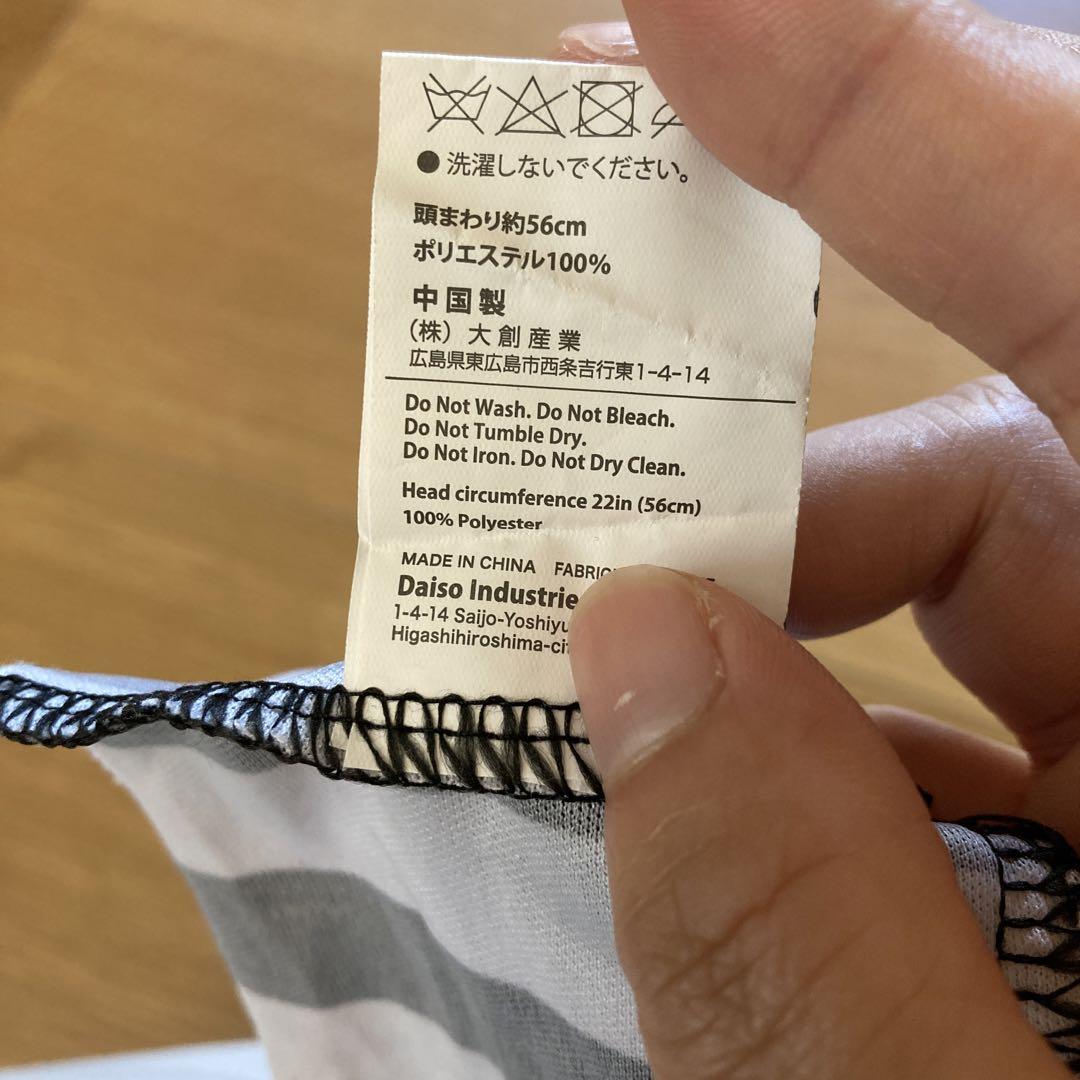 ●洗濯しないでください。
頭まわり約56cm
ポリエステル100%
中国製
（株）大創産業
広島県東広島市西条吉行東1-4-14
Do Not Wash. Do Not Bleach.
Do Not Tumble Dry.
Do Not Iron. Do Not Dry Clean.
Head circumference 22in (56cm)
100% Polyester
MADE IN CHINA
Daiso
1-4-14